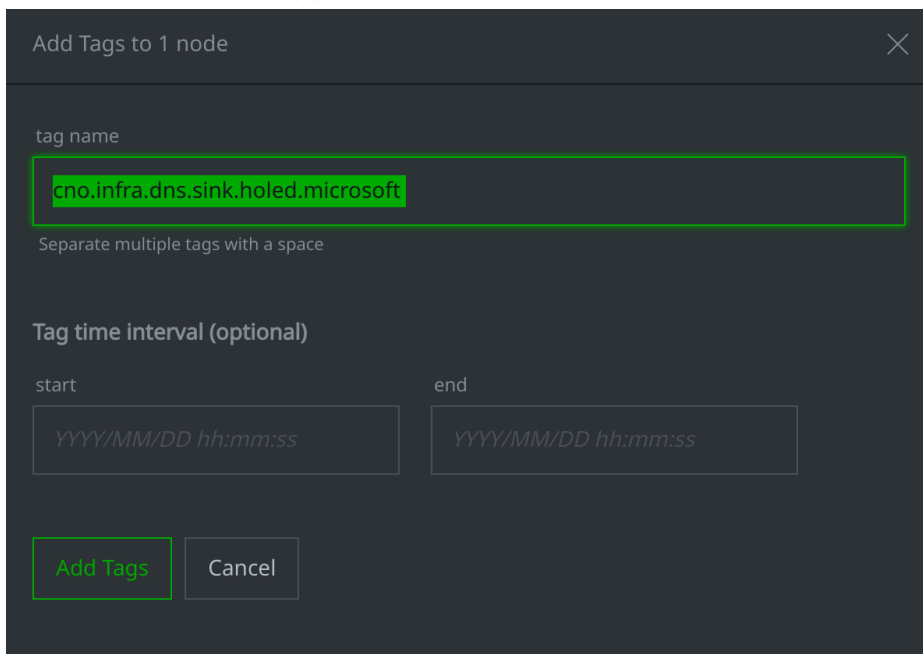 Add Tags to 1 node
tag name
cno.infra.dns.sink.holed.microsoft
Separate multiple tags with a space
Tag time interval (optional)
start end
YYYY/MM/DD hh:mm:ss YYYY/MM/DD hh:mm:ss
Add Tags Cancel